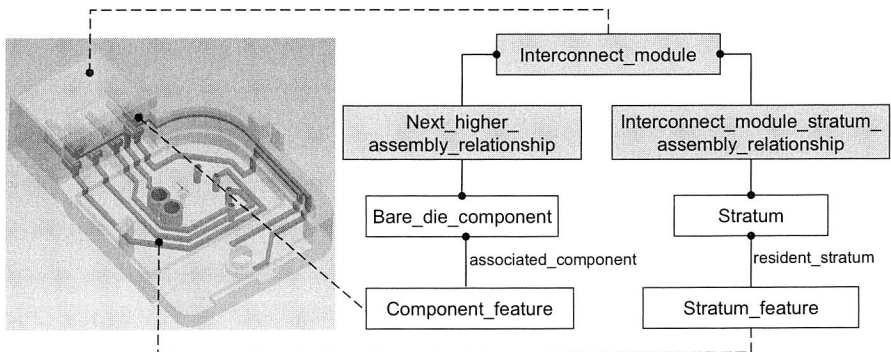 Interconnect_module
Next_higher_
assembly_relationship
Interconnect_module_stratum_
assembly_relationship
Bare_die_component
Stratum
associated_component
resident_stratum
Component_feature
Stratum_feature